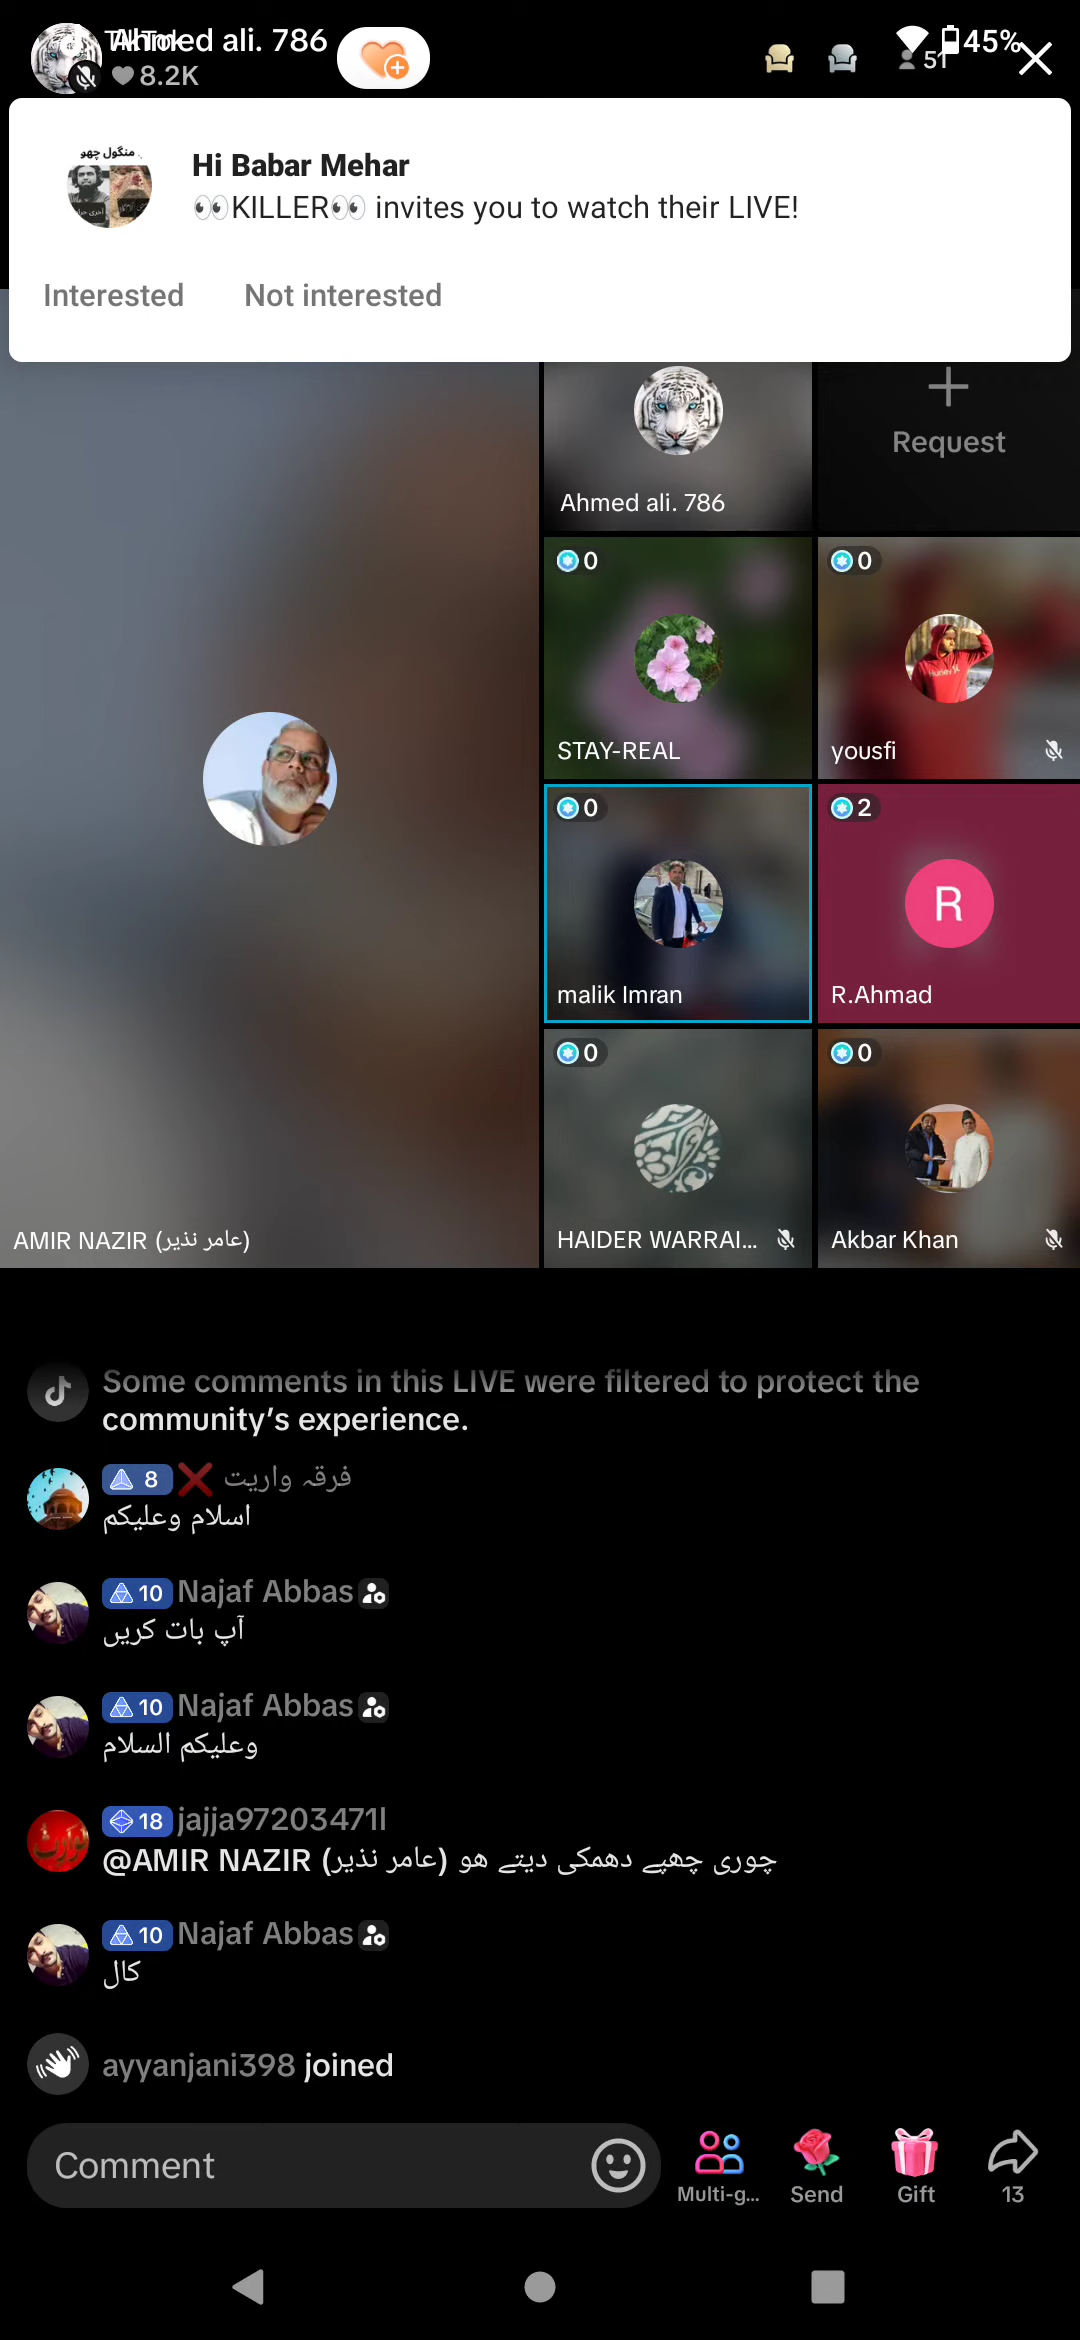 Ahmed ali. 786
8.2K
51
45%
منگول چھو
Hi Babar Mehar
👀KILLER👀 invites you to watch their LIVE!
Interested
Not interested
Request
Ahmed ali. 786
0
0
STAY-REAL
yousfi
0
2
R
malik Imran
R.Ahmad
0
0
AMIR NAZIR (عامر نذیر)
HAIDER WARRAI...
Akbar Khan
Some comments in this LIVE were filtered to protect the
community's experience.
8 ❌ فرقہ واریت
اسلام وعلیکم
10 Najaf Abbas
آپ بات کریں
10 Najaf Abbas
وعلیکم السلام
18 jajja97203471l
@AMIR NAZIR (عامر نذیر) چوری چھپے دھمکی دیتے ھو
10 Najaf Abbas
کال
ayyanjani398 joined
Comment
Multi-g...
Send
Gift
13